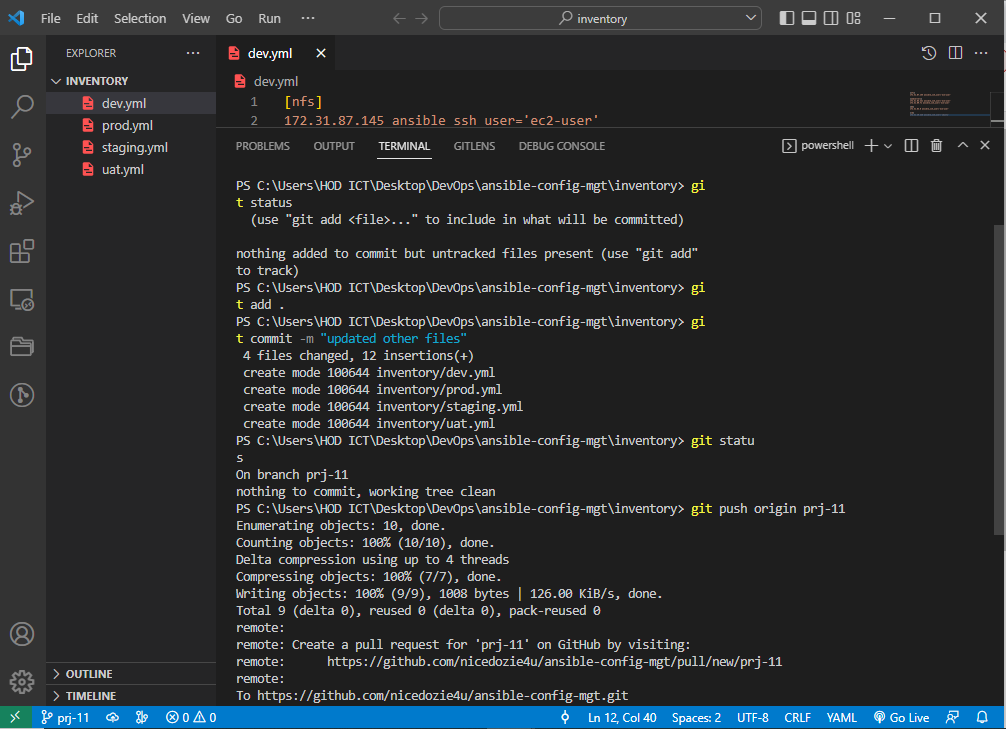 File Edit Selection View Go Run ··· inventory
EXPLORER ···
INVENTORY
dev.yml
prod.yml
staging.yml
uat.yml
OUTLINE
TIMELINE
dev.yml
dev.yml
1 [nfs]
2 172.31.87.145 ansible_ssh_user='ec2-user'
PROBLEMS OUTPUT TERMINAL GITLENS DEBUG CONSOLE powershell
PS C:\Users\HOD ICT\Desktop\DevOps\ansible-config-mgt\inventory> gi
t status
(use "git add <file>..." to include in what will be committed)
nothing added to commit but untracked files present (use "git add"
to track)
PS C:\Users\HOD ICT\Desktop\DevOps\ansible-config-mgt\inventory> gi
t add .
PS C:\Users\HOD ICT\Desktop\DevOps\ansible-config-mgt\inventory> gi
t commit -m "updated other files"
4 files changed, 12 insertions(+)
create mode 100644 inventory/dev.yml
create mode 100644 inventory/prod.yml
create mode 100644 inventory/staging.yml
create mode 100644 inventory/uat.yml
PS C:\Users\HOD ICT\Desktop\DevOps\ansible-config-mgt\inventory> git statu
s
On branch prj-11
nothing to commit, working tree clean
PS C:\Users\HOD ICT\Desktop\DevOps\ansible-config-mgt\inventory> git push origin prj-11
Enumerating objects: 10, done.
Counting objects: 100% (10/10), done.
Delta compression using up to 4 threads
Compressing objects: 100% (7/7), done.
Writing objects: 100% (9/9), 1008 bytes | 126.00 KiB/s, done.
Total 9 (delta 0), reused 0 (delta 0), pack-reused 0
remote:
remote: Create a pull request for 'prj-11' on GitHub by visiting:
remote: https://github.com/nicedozie4u/ansible-config-mgt/pull/new/prj-11
remote:
To https://github.com/nicedozie4u/ansible-config-mgt.git
prj-11 0 0 Ln 12, Col 40 Spaces: 2 UTF-8 CRLF YAML Go Live